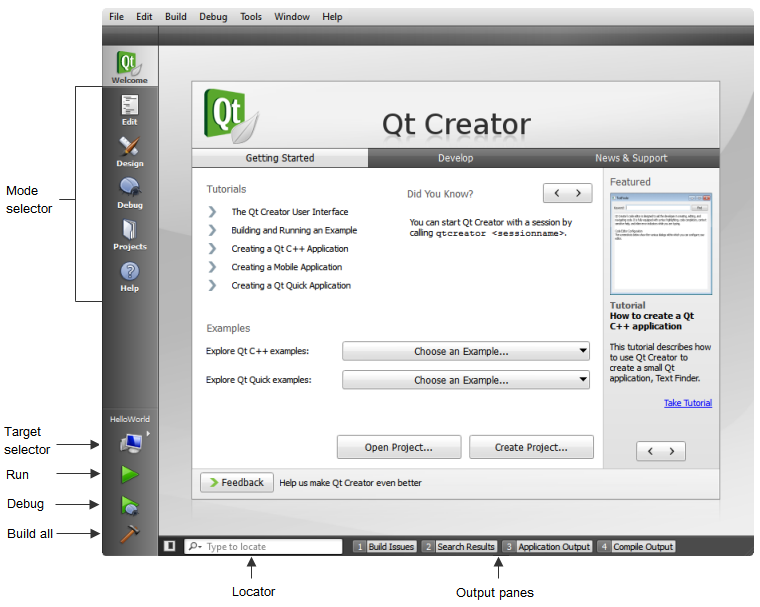 File Edit Build Debug Tools Window Help
Qt
Welcome
Edit
Design
Debug
Projects
Help
Mode
selector
Qt
Qt Creator
Getting Started Develop News & Support
Tutorials
The Qt Creator User Interface
Building and Running an Example
Creating a Qt C++ Application
Creating a Mobile Application
Creating a Qt Quick Application
Did You Know?
You can start Qt Creator with a session by
calling qtcreator <sessionname>.
Featured
Tutorial
How to create a Qt
C++ application
This tutorial describes how
to use Qt Creator to
create a small Qt
application, Text Finder.
Take Tutorial
Examples
Explore Qt C++ examples: Choose an Example...
Explore Qt Quick examples: Choose an Example...
Open Project... Create Project...
Feedback Help us make Qt Creator even better
HelloWorld
Target
selector
Run
Debug
Build all
Type to locate
1 Build Issues 2 Search Results 3 Application Output 4 Compile Output
Locator
Output panes